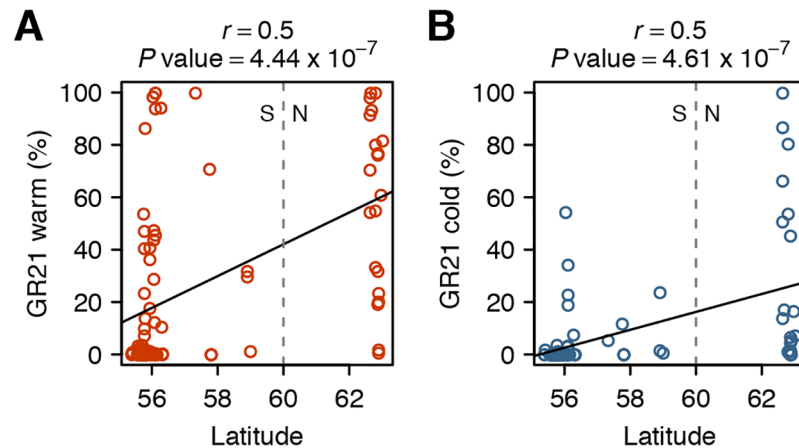 A
r = 0.5
P value = 4.44 x 10⁻⁷
GR21 warm (%)
100
80
60
40
20
0
S
N
56
58
60
62
Latitude
B
r = 0.5
P value = 4.61 x 10⁻⁷
GR21 cold (%)
100
80
60
40
20
0
S
N
56
58
60
62
Latitude